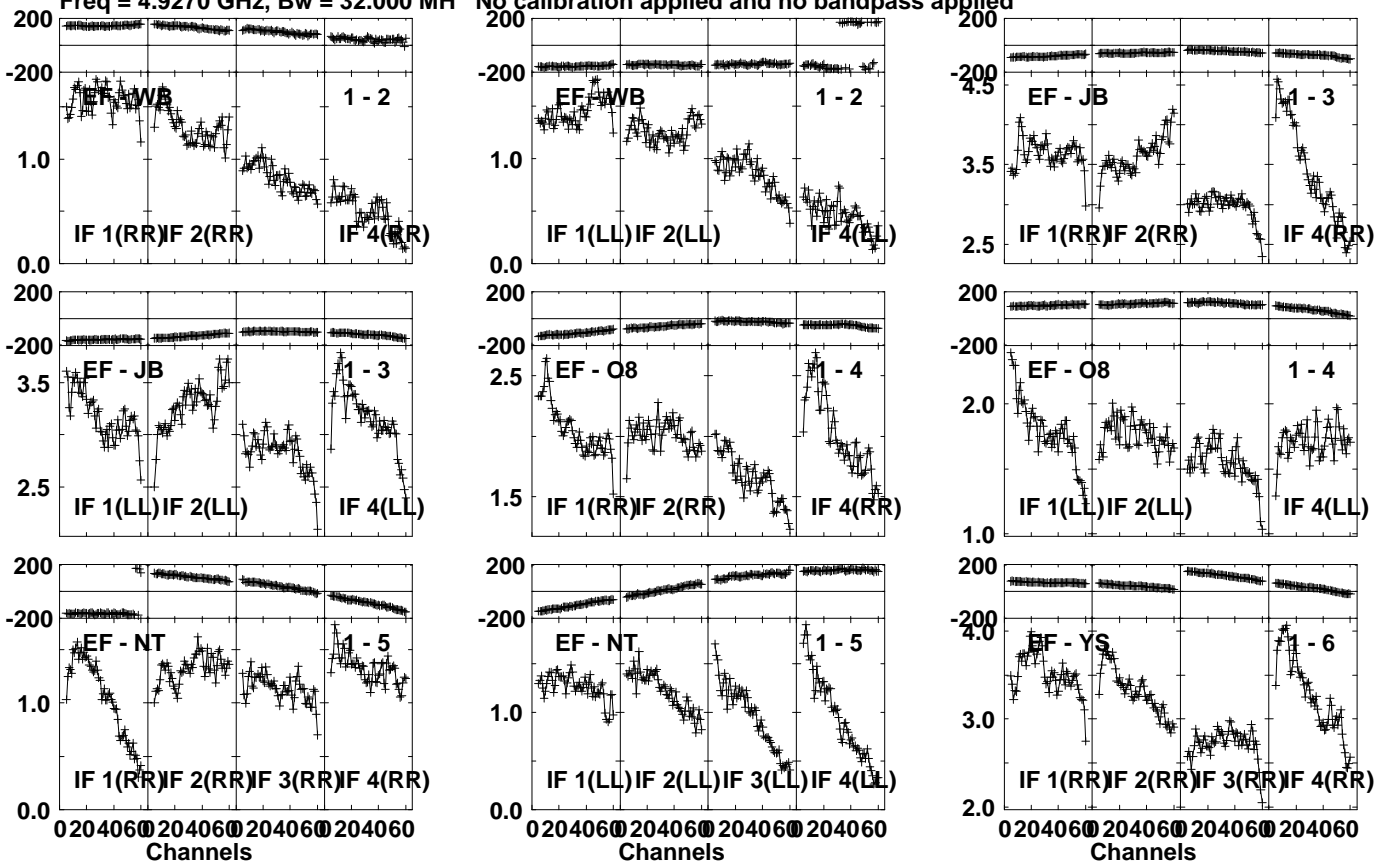 Freq = 4.9270 GHz, Bw = 32.000 MH No calibration applied and no bandpass applied
200 200 200
-200 -200 -200
EF - WB 1 - 2 EF - WB 1 - 2 EF - JB 1 - 3
4.5
1.0 1.0 3.5
IF 1(RR) IF 2(RR) IF 4(RR) IF 1(LL) IF 2(LL) IF 4(LL) IF 1(RR) IF 2(RR) IF 4(RR)
0.0 0.0 2.5
200 200 200
-200 -200 -200
EF - JB 1 - 3 EF - O8 1 - 4 EF - O8 1 - 4
3.5 2.5 2.0
IF 1(LL) IF 2(LL) IF 4(LL) IF 1(RR) IF 2(RR) IF 4(RR) IF 1(LL) IF 2(LL) IF 4(LL)
2.5 1.5 1.0
200 200 200
-200 -200 -200
EF - NT 1 - 5 EF - NT 1 - 5 EF - YS 1 - 6
4.0
1.0 1.0 3.0
IF 1(RR) IF 2(RR) IF 3(RR) IF 4(RR) IF 1(LL) IF 2(LL) IF 3(LL) IF 4(LL) IF 1(RR) IF 2(RR) IF 3(RR) IF 4(RR)
0.0 0.0 2.0
0 20 40 60 0 20 40 60 0 20 40 60 0 20 40 60 0 20 40 60 0 20 40 60 0 20 40 60 0 20 40 60 0 20 40 60 0 20 40 60 0 20 40 60 0 20 40 60
Channels Channels Channels